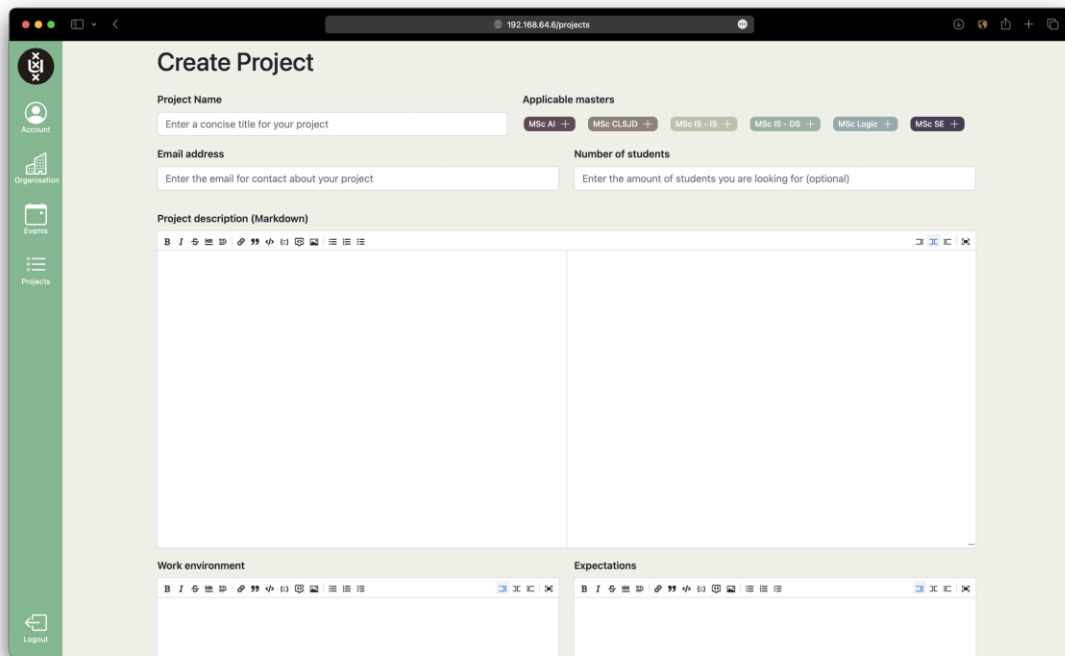 192.168.64.6/projects
Create Project
Account
Organisation
Events
Projects
Logout
Project Name
Enter a concise title for your project
Applicable masters
MSc AI +
MSc CLSJD +
MSc IS - IS +
MSc IS - DS +
MSc Logic +
MSc SE +
Email address
Enter the email for contact about your project
Number of students
Enter the amount of students you are looking for (optional)
Project description (Markdown)
Work environment
Expectations